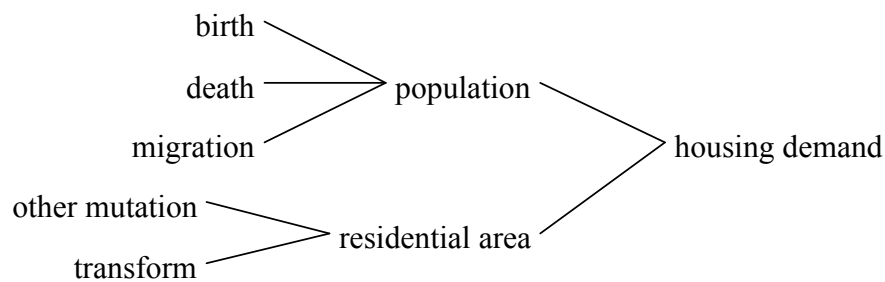 birth
death
population
migration
housing demand
other mutation
residential area
transform